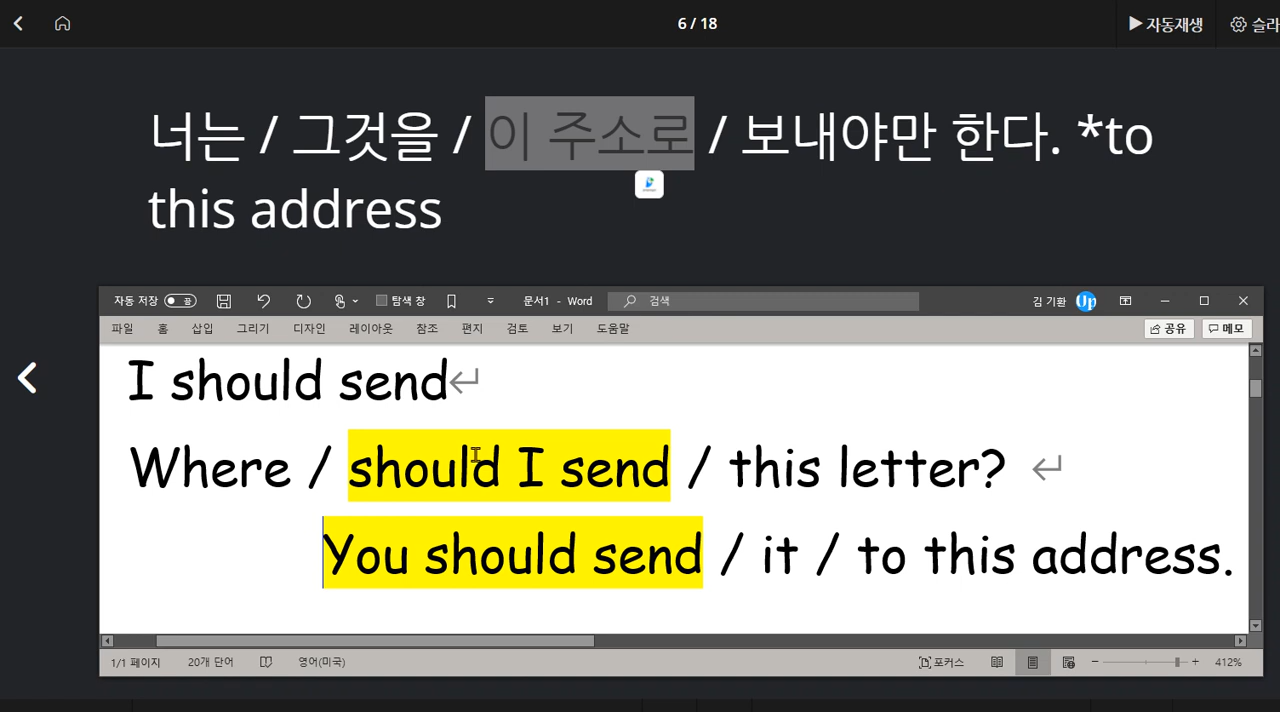 6 / 18
▶ 자동재생
슬라
너는 / 그것을 / 이 주소로 / 보내야만 한다. *to
this address
자동 저장 끔
탐색 창
문서1 - Word
검색
김 기환
Up
파일 홈 삽입 그리기 디자인 레이아웃 참조 편지 검토 보기 도움말
공유 메모
I should send↵
Where / should I send / this letter? ↵
You should send / it / to this address.
1/1 페이지 20개 단어 영어(미국) 포커스 - + 412%